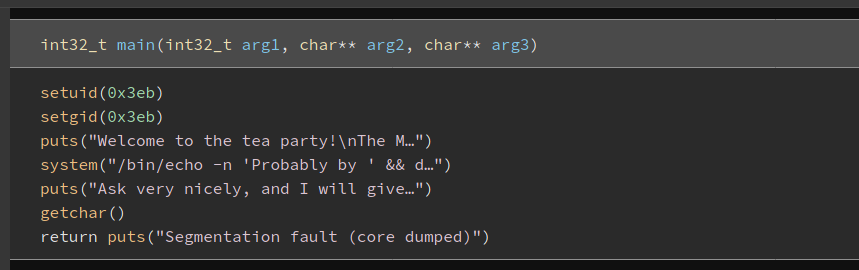 int32_t main(int32_t arg1, char** arg2, char** arg3)
setuid(0x3eb)
setgid(0x3eb)
puts("Welcome to the tea party!\nThe M…")
system("/bin/echo -n 'Probably by ' && d…")
puts("Ask very nicely, and I will give…")
getchar()
return puts("Segmentation fault (core dumped)")